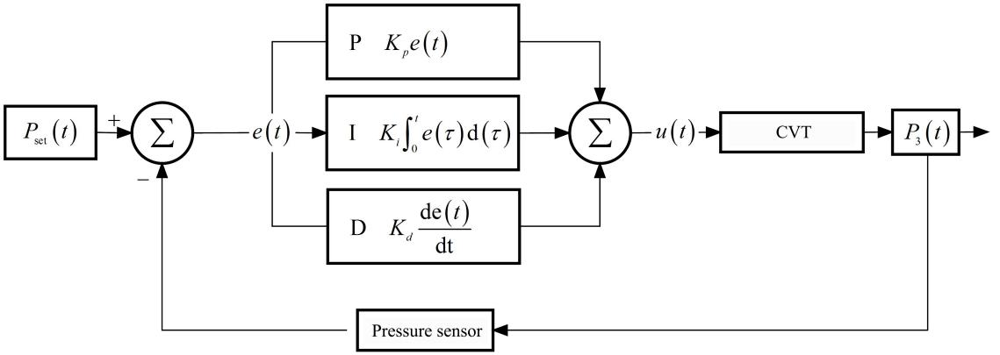 P_set(t)
+
Σ
−
e(t)
P K_p e(t)
I K_i ∫_0^t e(τ)d(τ)
D K_d de(t)/dt
Σ
u(t)
CVT
P_3(t)
Pressure sensor